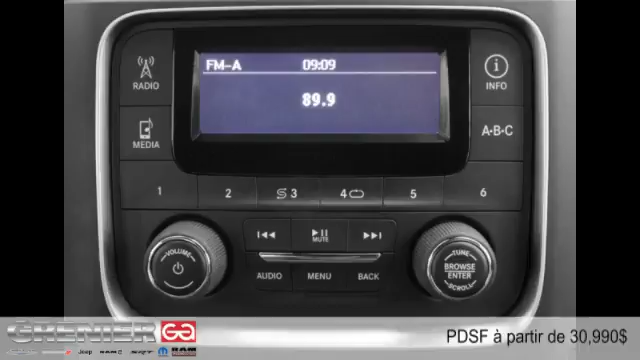 FM-A 09:09
89.9
RADIO
INFO
MEDIA
A•B•C
1 2 3 4 5 6
MUTE
VOLUME
TUNE
BROWSE
ENTER
SCROLL
AUDIO MENU BACK
GRENIER
Jeep RAM
PDSF à partir de 30,990$